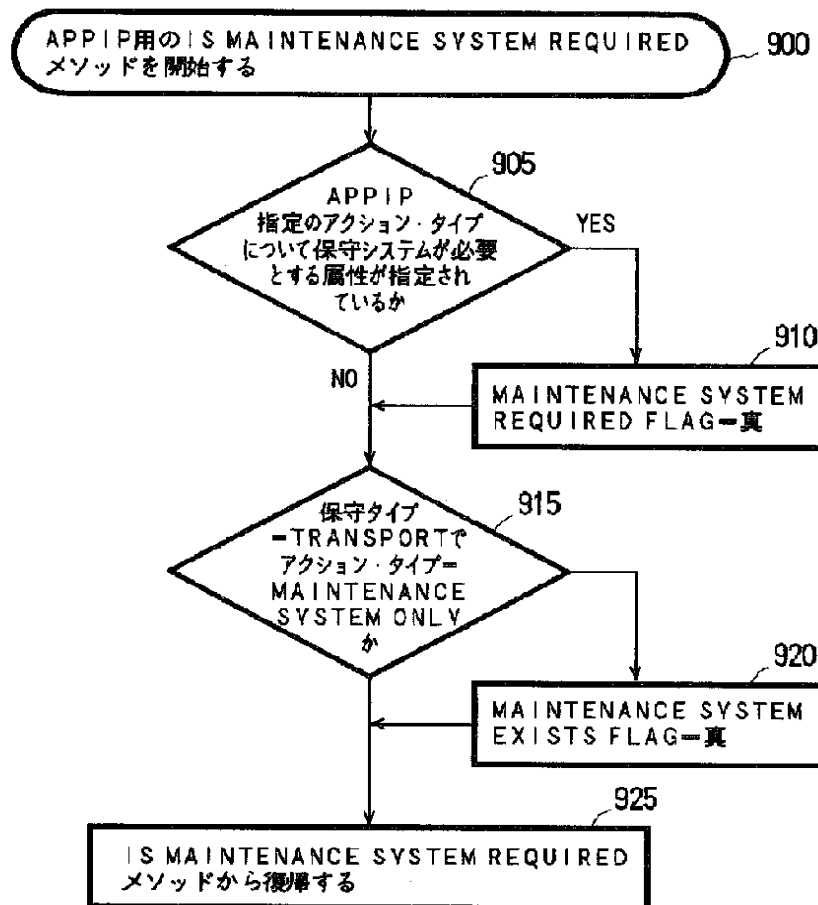 APPIP用のIS MAINTENANCE SYSTEM REQUIRED
メソッドを開始する
900
905
APPIP
指定のアクション・タイプ
について保守システムが必要
とする属性が指定され
ているか
YES
NO
910
MAINTENANCE SYSTEM
REQUIRED FLAG=真
915
保守タイプ
=TRANSPORTで
アクション・タイプ=
MAINTENANCE
SYSTEM ONLY
か
920
MAINTENANCE SYSTEM
EXISTS FLAG=真
925
IS MAINTENANCE SYSTEM REQUIRED
メソッドから復帰する